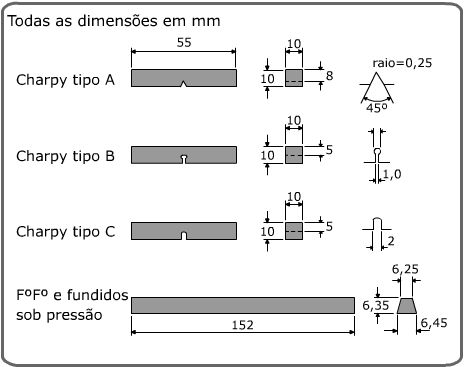 Todas as dimensões em mm
55
10
Charpy tipo A
10
8
raio=0,25
45º
10
Charpy tipo B
10
5
1,0
10
Charpy tipo C
10
5
2
FºFº e fundidos
sob pressão
152
6,25
6,35
6,45